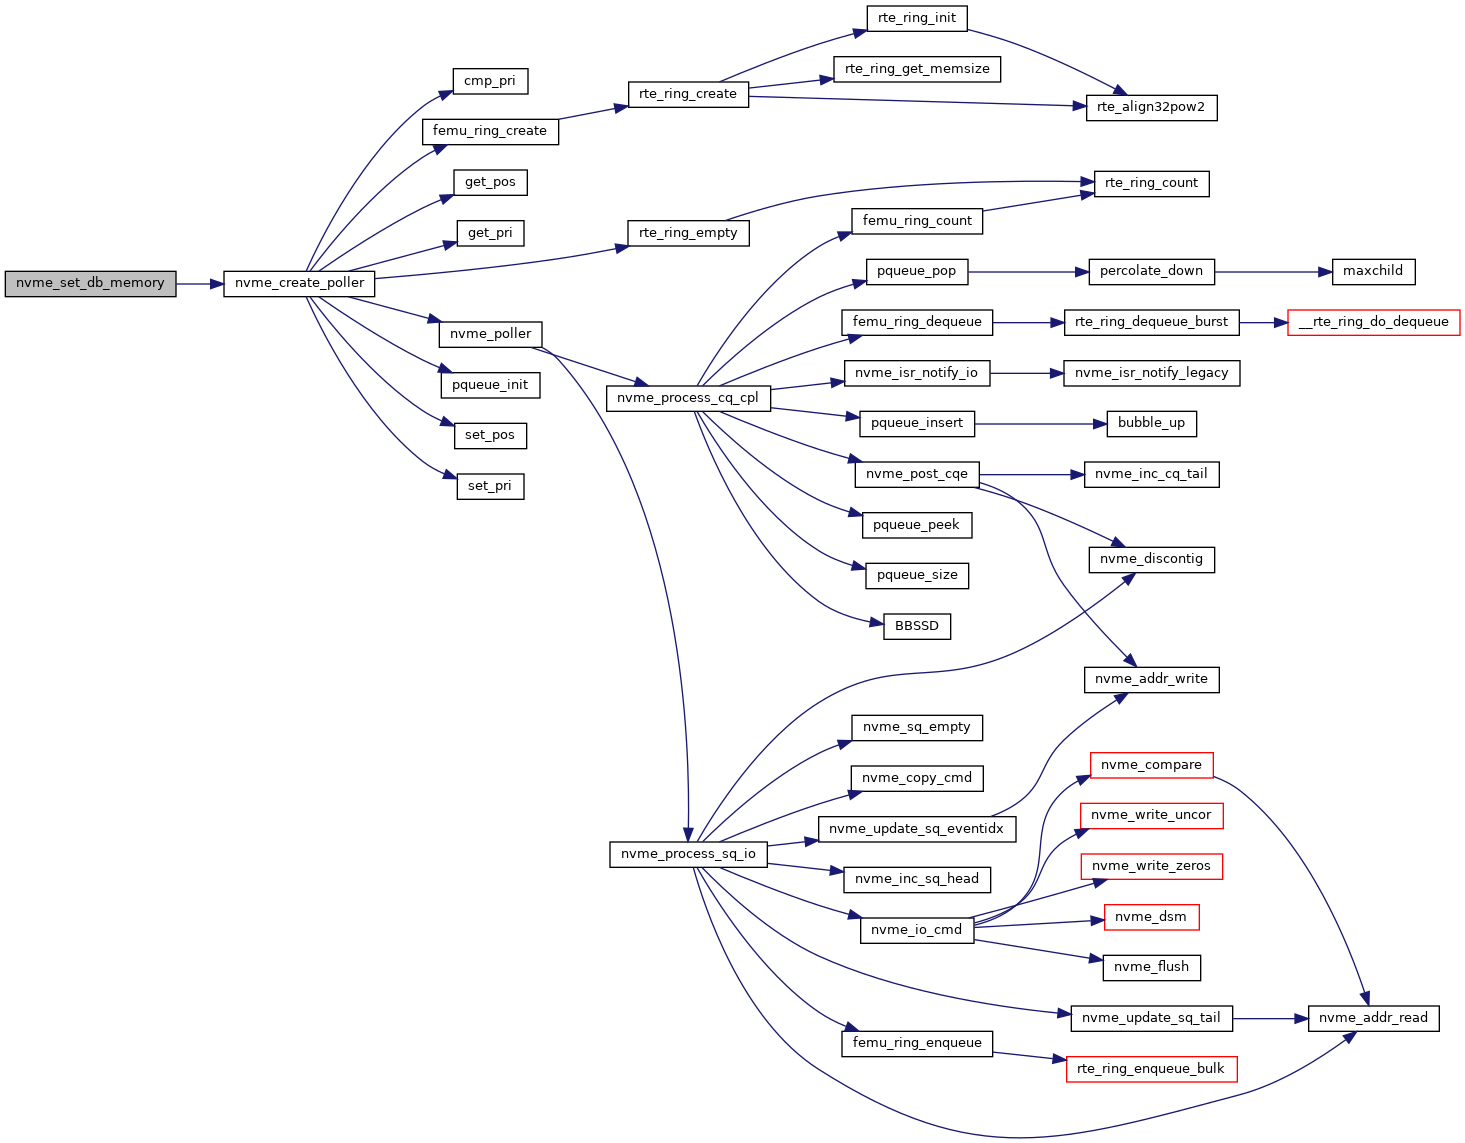 rte_ring_init
rte_ring_get_memsize
cmp_pri
rte_ring_create
rte_align32pow2
femu_ring_create
get_pos
rte_ring_count
femu_ring_count
get_pri
rte_ring_empty
pqueue_pop
percolate_down
maxchild
nvme_set_db_memory
nvme_create_poller
femu_ring_dequeue
rte_ring_dequeue_burst
__rte_ring_do_dequeue
nvme_poller
nvme_isr_notify_io
nvme_isr_notify_legacy
pqueue_init
nvme_process_cq_cpl
pqueue_insert
bubble_up
set_pos
nvme_post_cqe
nvme_inc_cq_tail
set_pri
pqueue_peek
nvme_discontig
pqueue_size
BBSSD
nvme_addr_write
nvme_sq_empty
nvme_compare
nvme_copy_cmd
nvme_write_uncor
nvme_update_sq_eventidx
nvme_process_sq_io
nvme_write_zeros
nvme_inc_sq_head
nvme_dsm
nvme_io_cmd
nvme_flush
nvme_update_sq_tail
nvme_addr_read
femu_ring_enqueue
rte_ring_enqueue_bulk